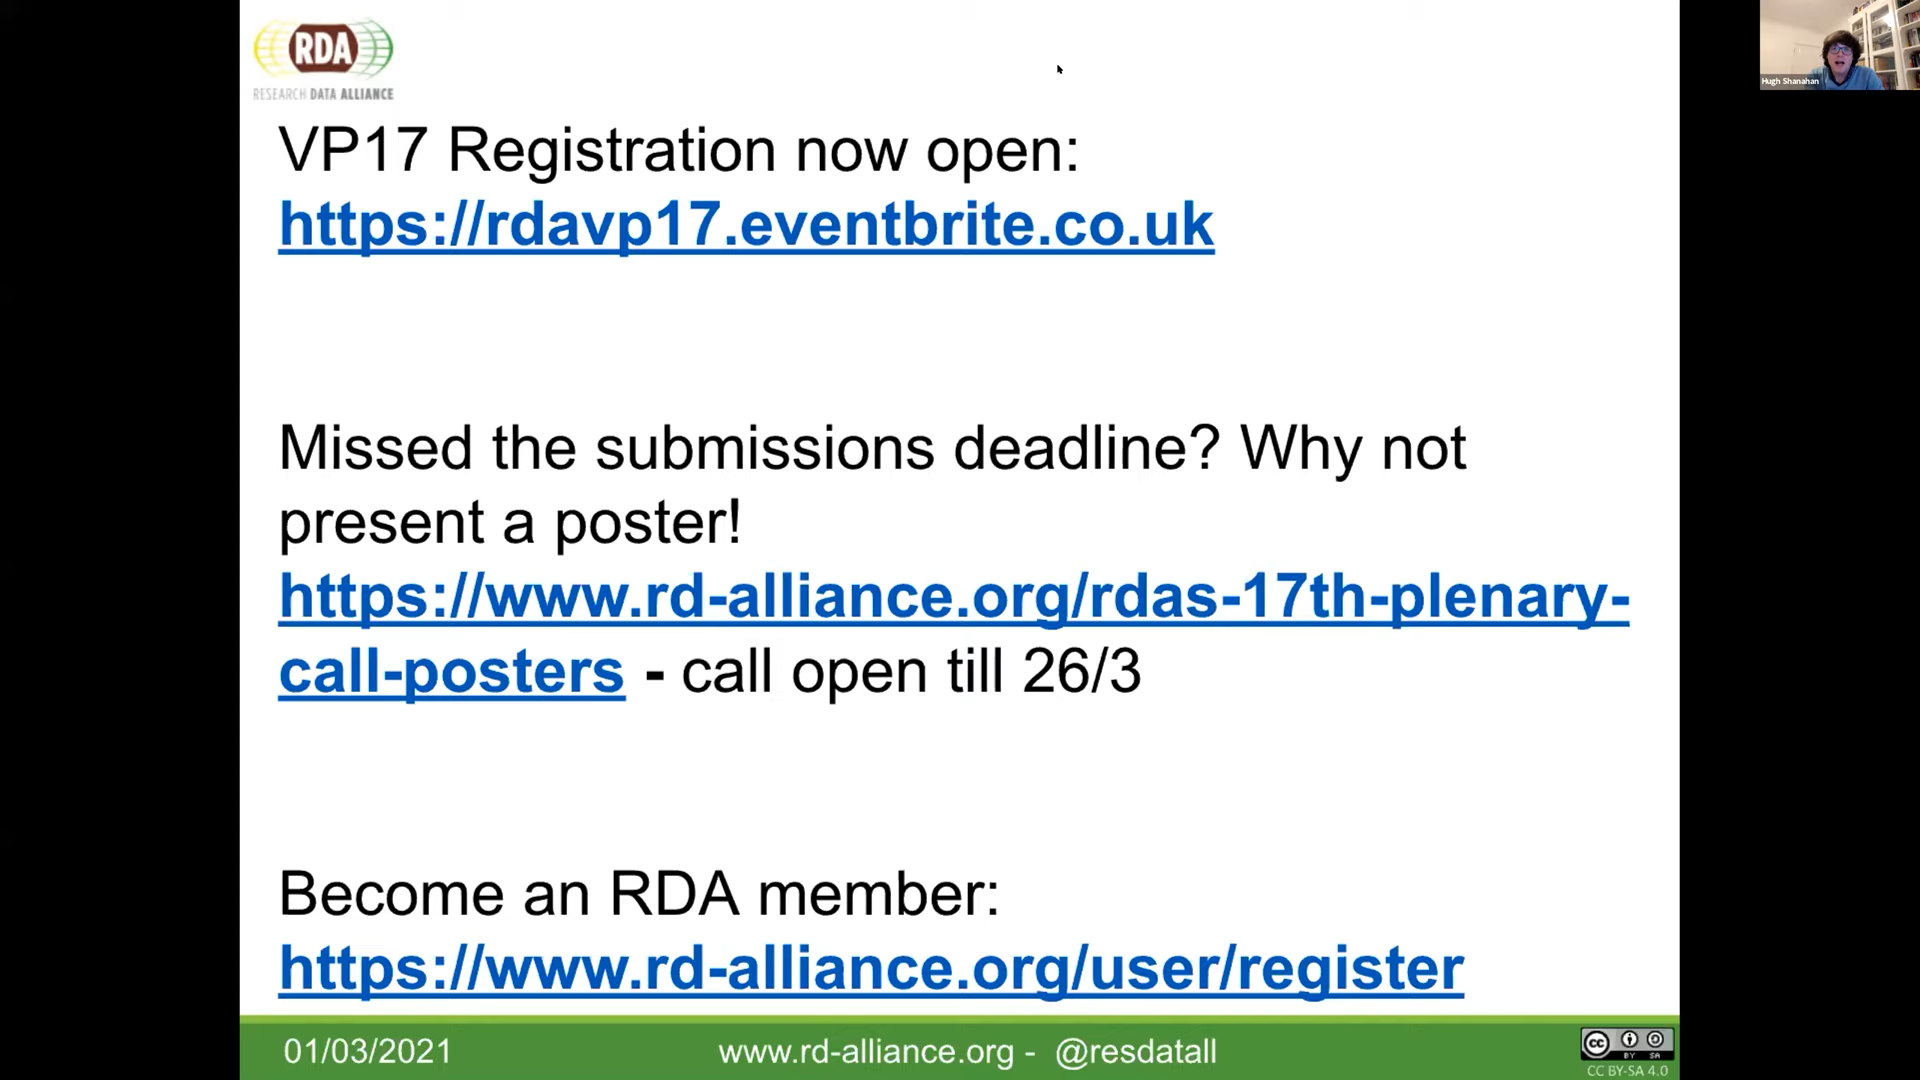 RDA
RESEARCH DATA ALLIANCE
Hugh Shanahan
VP17 Registration now open:
https://rdavp17.eventbrite.co.uk
Missed the submissions deadline? Why not
present a poster!
https://www.rd-alliance.org/rdas-17th-plenary-
call-posters - call open till 26/3
Become an RDA member:
https://www.rd-alliance.org/user/register
01/03/2021
www.rd-alliance.org - @resdatall
cc
BY SA
CC BY-SA 4.0